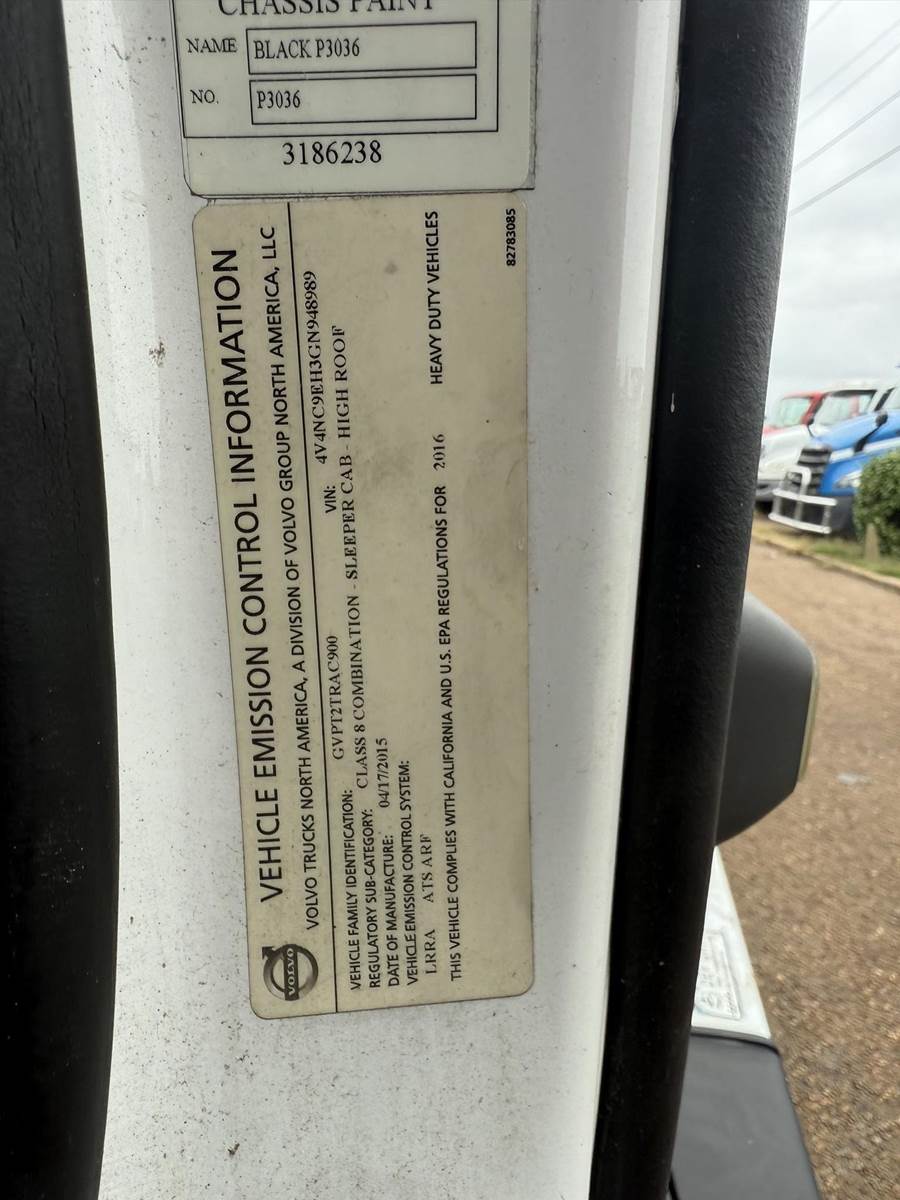 CHASSIS PAINT
NAME BLACK P3036
NO. P3036
3186238
VOLVO
VEHICLE EMISSION CONTROL INFORMATION
VOLVO TRUCKS NORTH AMERICA, A DIVISION OF VOLVO GROUP NORTH AMERICA, LLC
VEHICLE FAMILY IDENTIFICATION: GVPT2TRAC900 VIN: 4V4NC9EH3GN948989
REGULATORY SUB-CATEGORY: CLASS 8 COMBINATION - SLEEPER CAB - HIGH ROOF
DATE OF MANUFACTURE: 04/17/2015
VEHICLE EMISSION CONTROL SYSTEM:
LRRA ATS ARF
THIS VEHICLE COMPLIES WITH CALIFORNIA AND U.S. EPA REGULATIONS FOR 2016 HEAVY DUTY VEHICLES
82783085